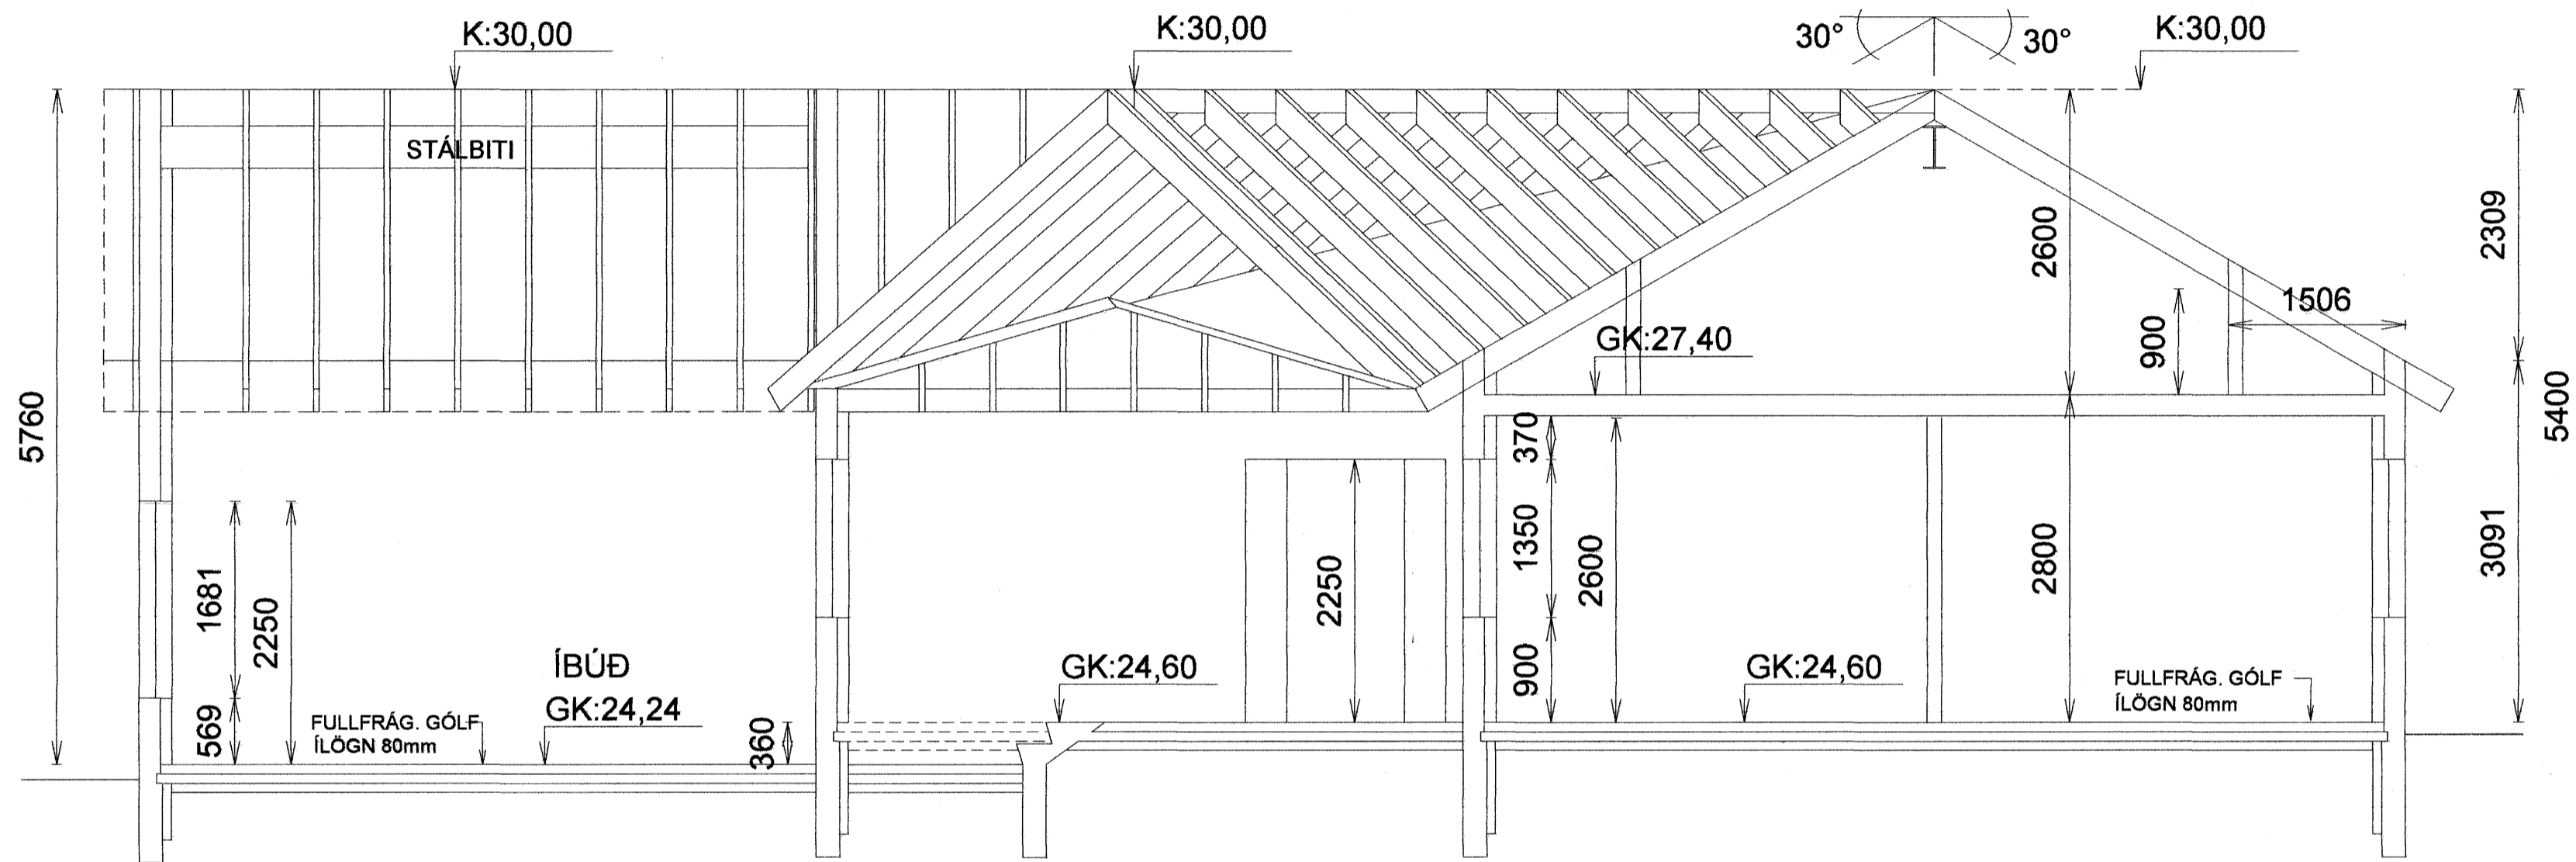 K:30,00
K:30,00
30°
30°
K:30,00
STÁLBITI
2600
2309
1506
900
GK:27,40
5760
5400
370
1681
2250
2250
1350
2600
2800
3091
ÍBÚÐ
GK:24,24
GK:24,60
900
GK:24,60
FULLFRÁG. GÓLF
ÍLÖGN 80mm
569
FULLFRÁG. GÓLF
ÍLÖGN 80mm
360